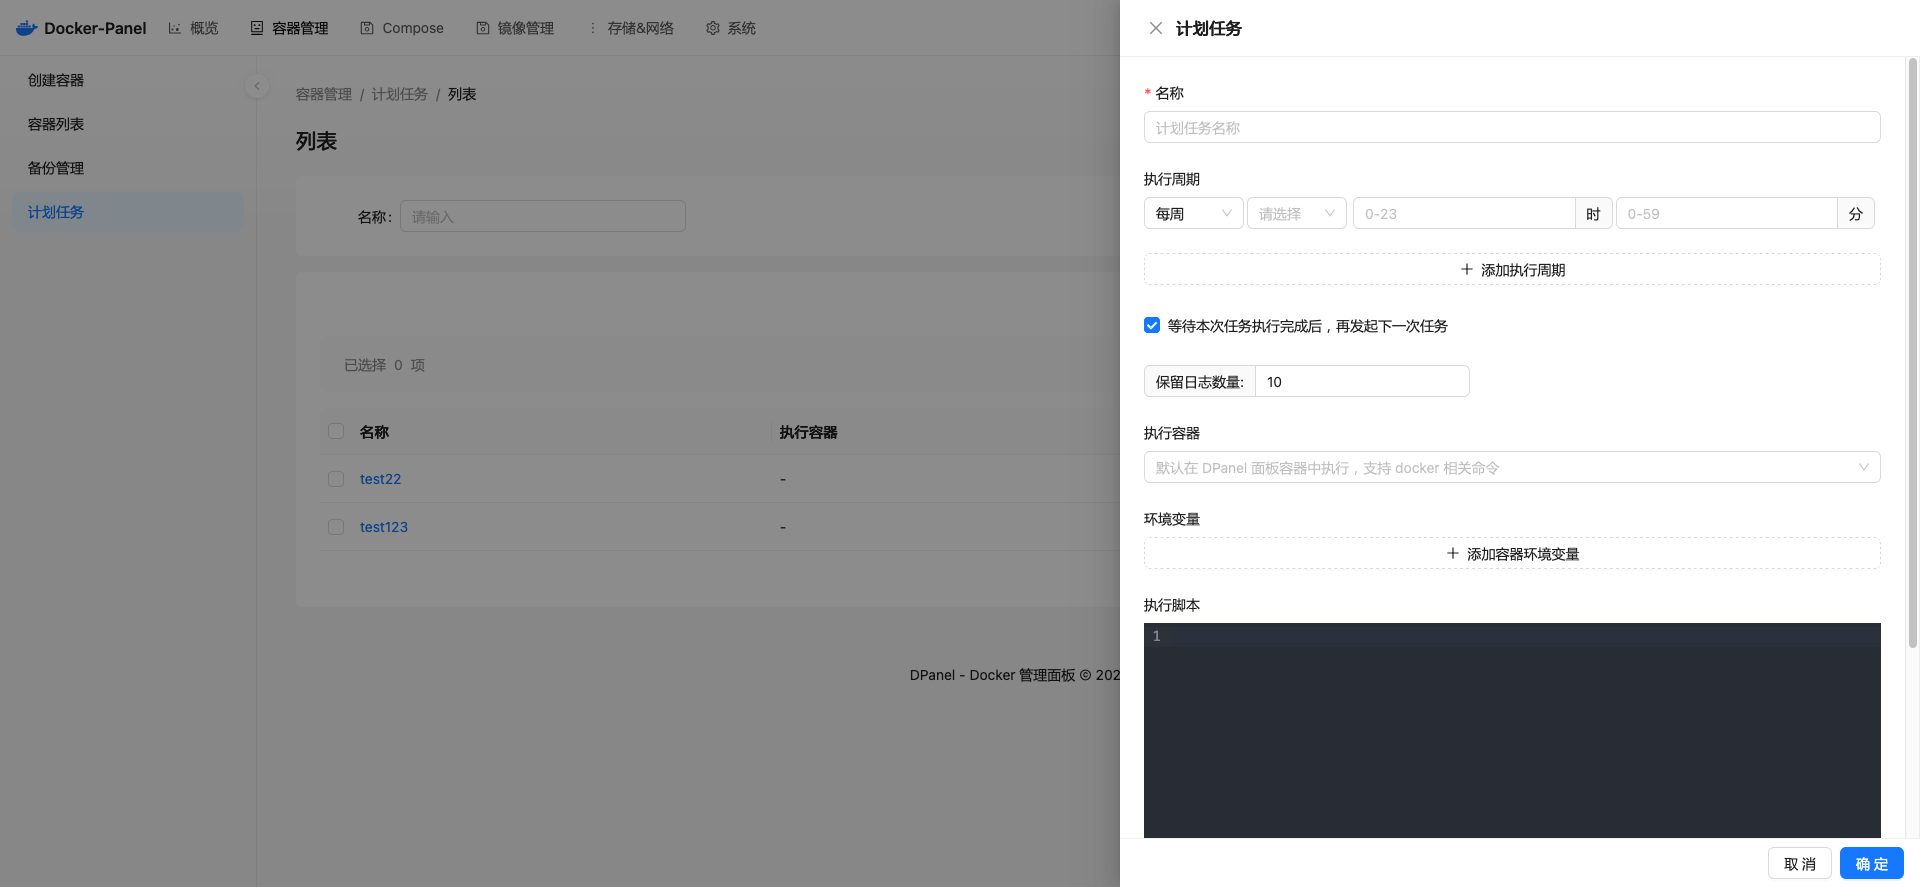 Docker-Panel 概览 容器管理 Compose 镜像管理 存储&网络 系统
创建容器
容器列表
备份管理
计划任务
容器管理 / 计划任务 / 列表
列表
名称: 请输入
已选择 0 项
名称 执行容器
test22 -
test123 -
DPanel - Docker 管理面板 © 202
计划任务
* 名称
计划任务名称
执行周期
每周 请选择 0-23 时 0-59 分
添加执行周期
等待本次任务执行完成后，再发起下一次任务
保留日志数量: 10
执行容器
默认在 DPanel 面板容器中执行，支持 docker 相关命令
环境变量
添加容器环境变量
执行脚本
1
取 消 确 定